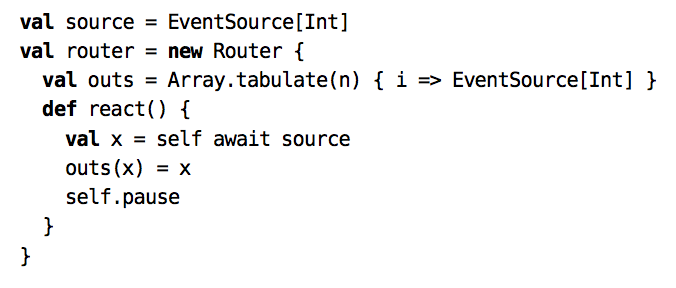 val source = EventSource[Int]
val router = new Router {
  val outs = Array.tabulate(n) { i => EventSource[Int] }
  def react() {
    val x = self await source
    outs(x) = x
    self.pause
  }
}